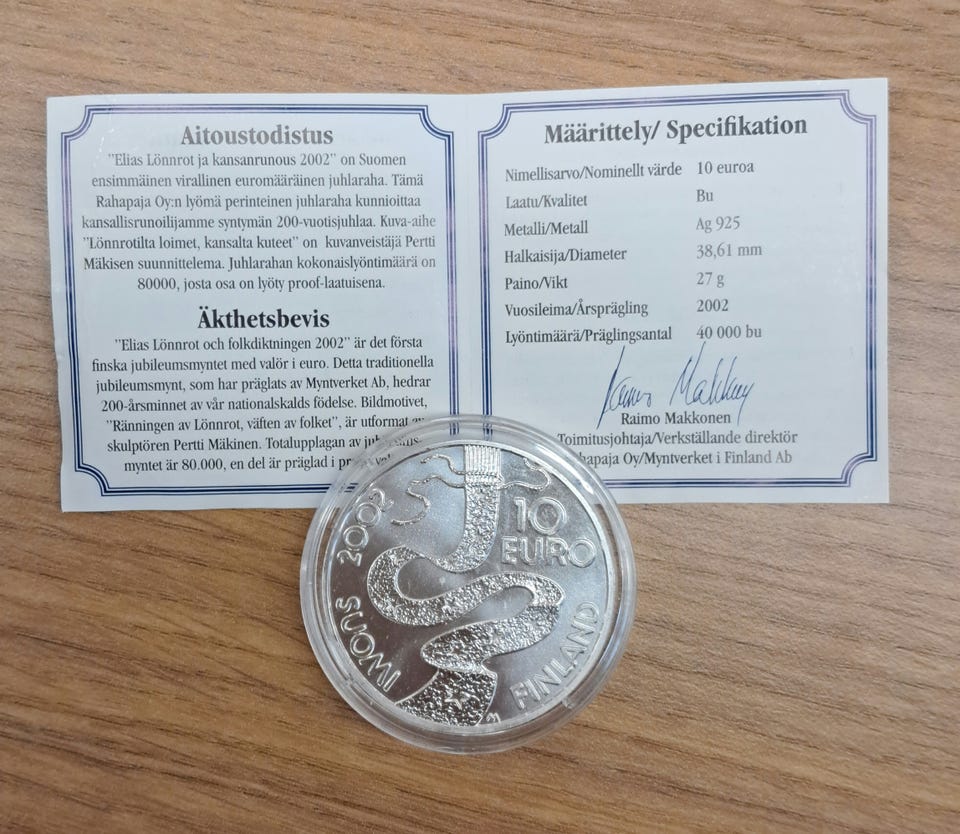 Aitoustodistus
"Elias Lönnrot ja kansanrunous 2002" on Suomen
ensimmäinen virallinen euromääräinen juhlaraha. Tämä
Rahapaja Oy:n lyömä perinteinen juhlaraha kunnioittaa
kansallisrunoilijamme syntymän 200-vuotisjuhlaa. Kuva-aihe
"Lönnrotilta loimet, kansalta kuteet" on kuvanveistäjä Pertti
Mäkisen suunnittelema. Juhlarahan kokonaislyöntimäärä on
80000, josta osa on lyöty proof-laatuisena.
Äkthetsbevis
"Elias Lönnrot och folkdiktningen 2002" är det första
finska jubileumsmyntet med valör i euro. Detta traditionella
jubileumsmynt, som har präglats av Myntverket Ab, hedrar
200-årsminnet av vår nationalskalds födelse. Bildmotivet,
"Ränningen av Lönnrot, väften av folket", är utformat av
skulptören Pertti Mäkinen. Totalupplagan av
myntet är 80.000, en del är präglad i
Määrittely/ Specifikation
Nimellisarvo/Nominellt värde 10 euroa
Laatu/Kvalitet Bu
Metalli/Metall Ag 925
Halkaisija/Diameter 38,61 mm
Paino/Vikt 27 g
Vuosileima/Årsprägling 2002
Lyöntimäärä/Präglingsantal 40 000 bu
Raimo Makkonen
Raimo Makkonen
Toimitusjohtaja/Verkställande direktör
Rahapaja Oy/Myntverket i Finland Ab
10
EURO
2002
SUOMI
FINLAND